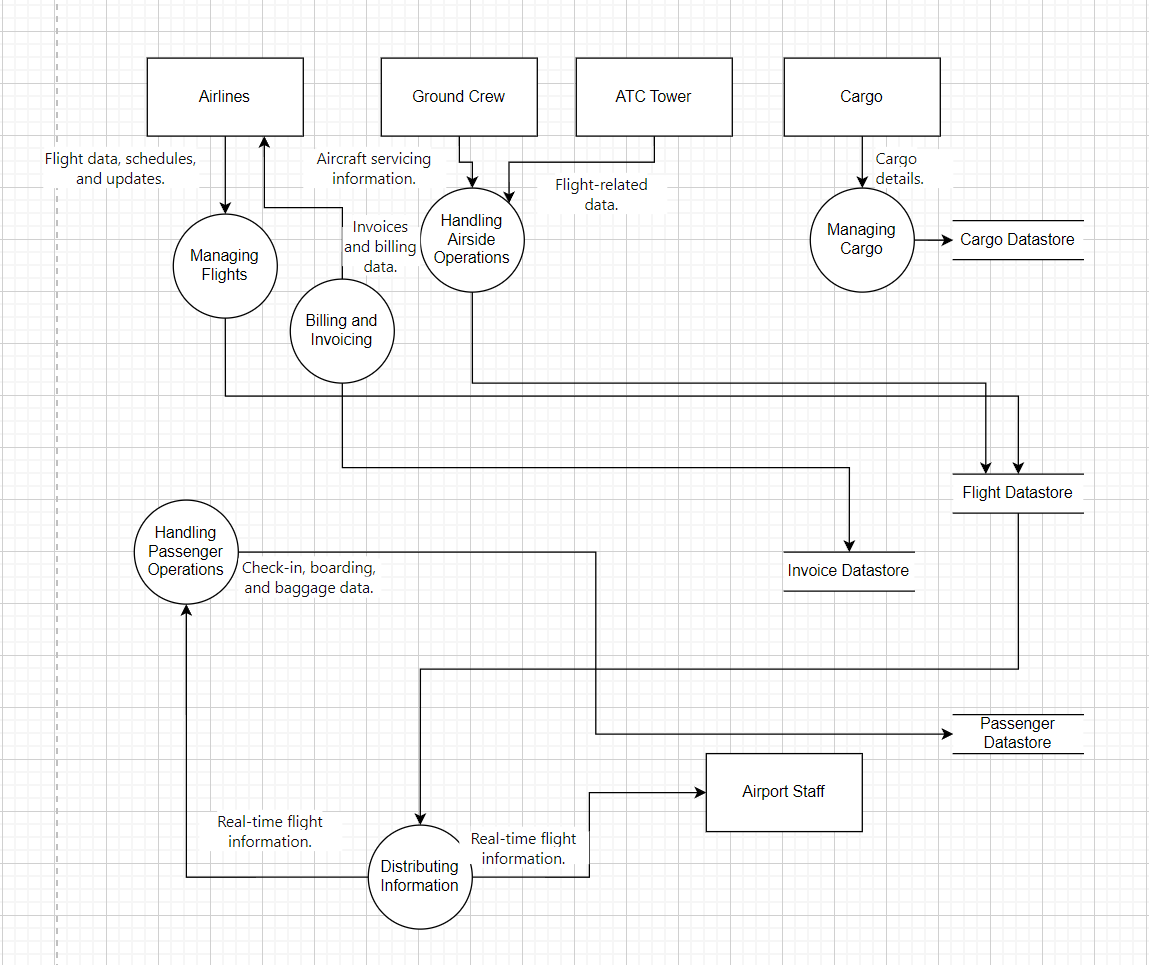 Airlines
Ground Crew
ATC Tower
Cargo
Flight data, schedules,
and updates.
Aircraft servicing
information.
Flight-related
data.
Cargo
details.
Managing
Flights
Invoices
and billing
data.
Handling
Airside
Operations
Managing
Cargo
Cargo Datastore
Billing and
Invoicing
Flight Datastore
Handling
Passenger
Operations
Check-in, boarding,
and baggage data.
Invoice Datastore
Passenger
Datastore
Airport Staff
Real-time flight
information.
Real-time flight
information.
Distributing
Information